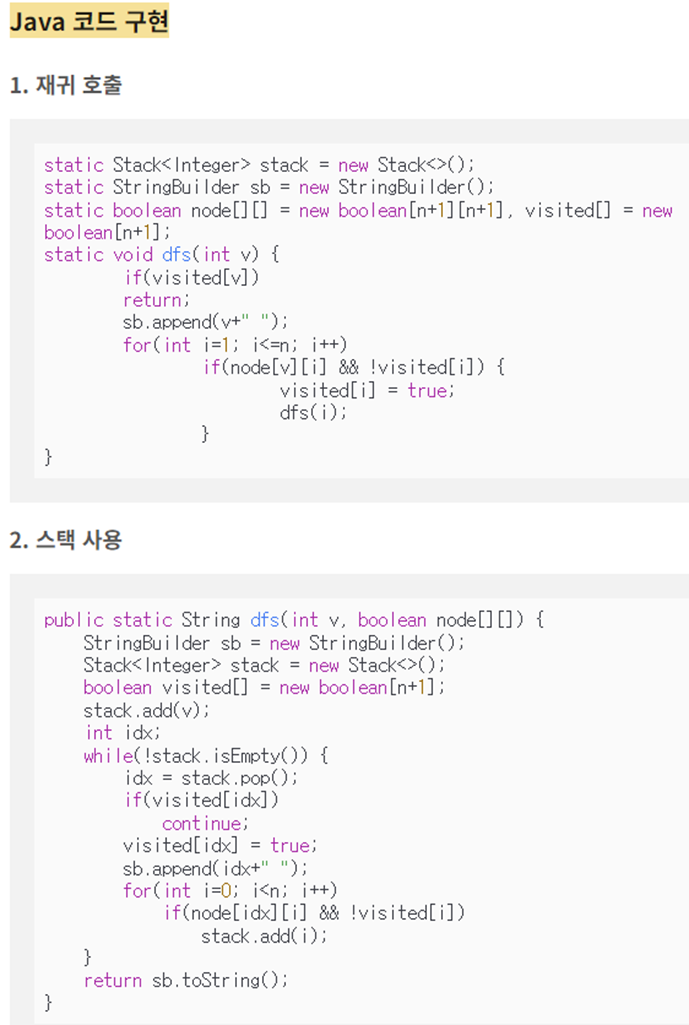 Java 코드 구현
1. 재귀 호출
static Stack<Integer> stack = new Stack<>();
static StringBuilder sb = new StringBuilder();
static boolean node[][] = new boolean[n+1][n+1], visited[] = new
boolean[n+1];
static void dfs(int v) {
        if(visited[v])
        return;
        sb.append(v+" ");
        for(int i=1; i<=n; i++)
                if(node[v][i] && !visited[i]) {
                        visited[i] = true;
                        dfs(i);
                }
}
2. 스택 사용
public static String dfs(int v, boolean node[][]) {
    StringBuilder sb = new StringBuilder();
    Stack<Integer> stack = new Stack<>();
    boolean visited[] = new boolean[n+1];
    stack.add(v);
    int idx;
    while(!stack.isEmpty()) {
        idx = stack.pop();
        if(visited[idx])
            continue;
        visited[idx] = true;
        sb.append(idx+" ");
        for(int i=0; i<n; i++)
            if(node[idx][i] && !visited[i])
                stack.add(i);
    }
    return sb.toString();
}